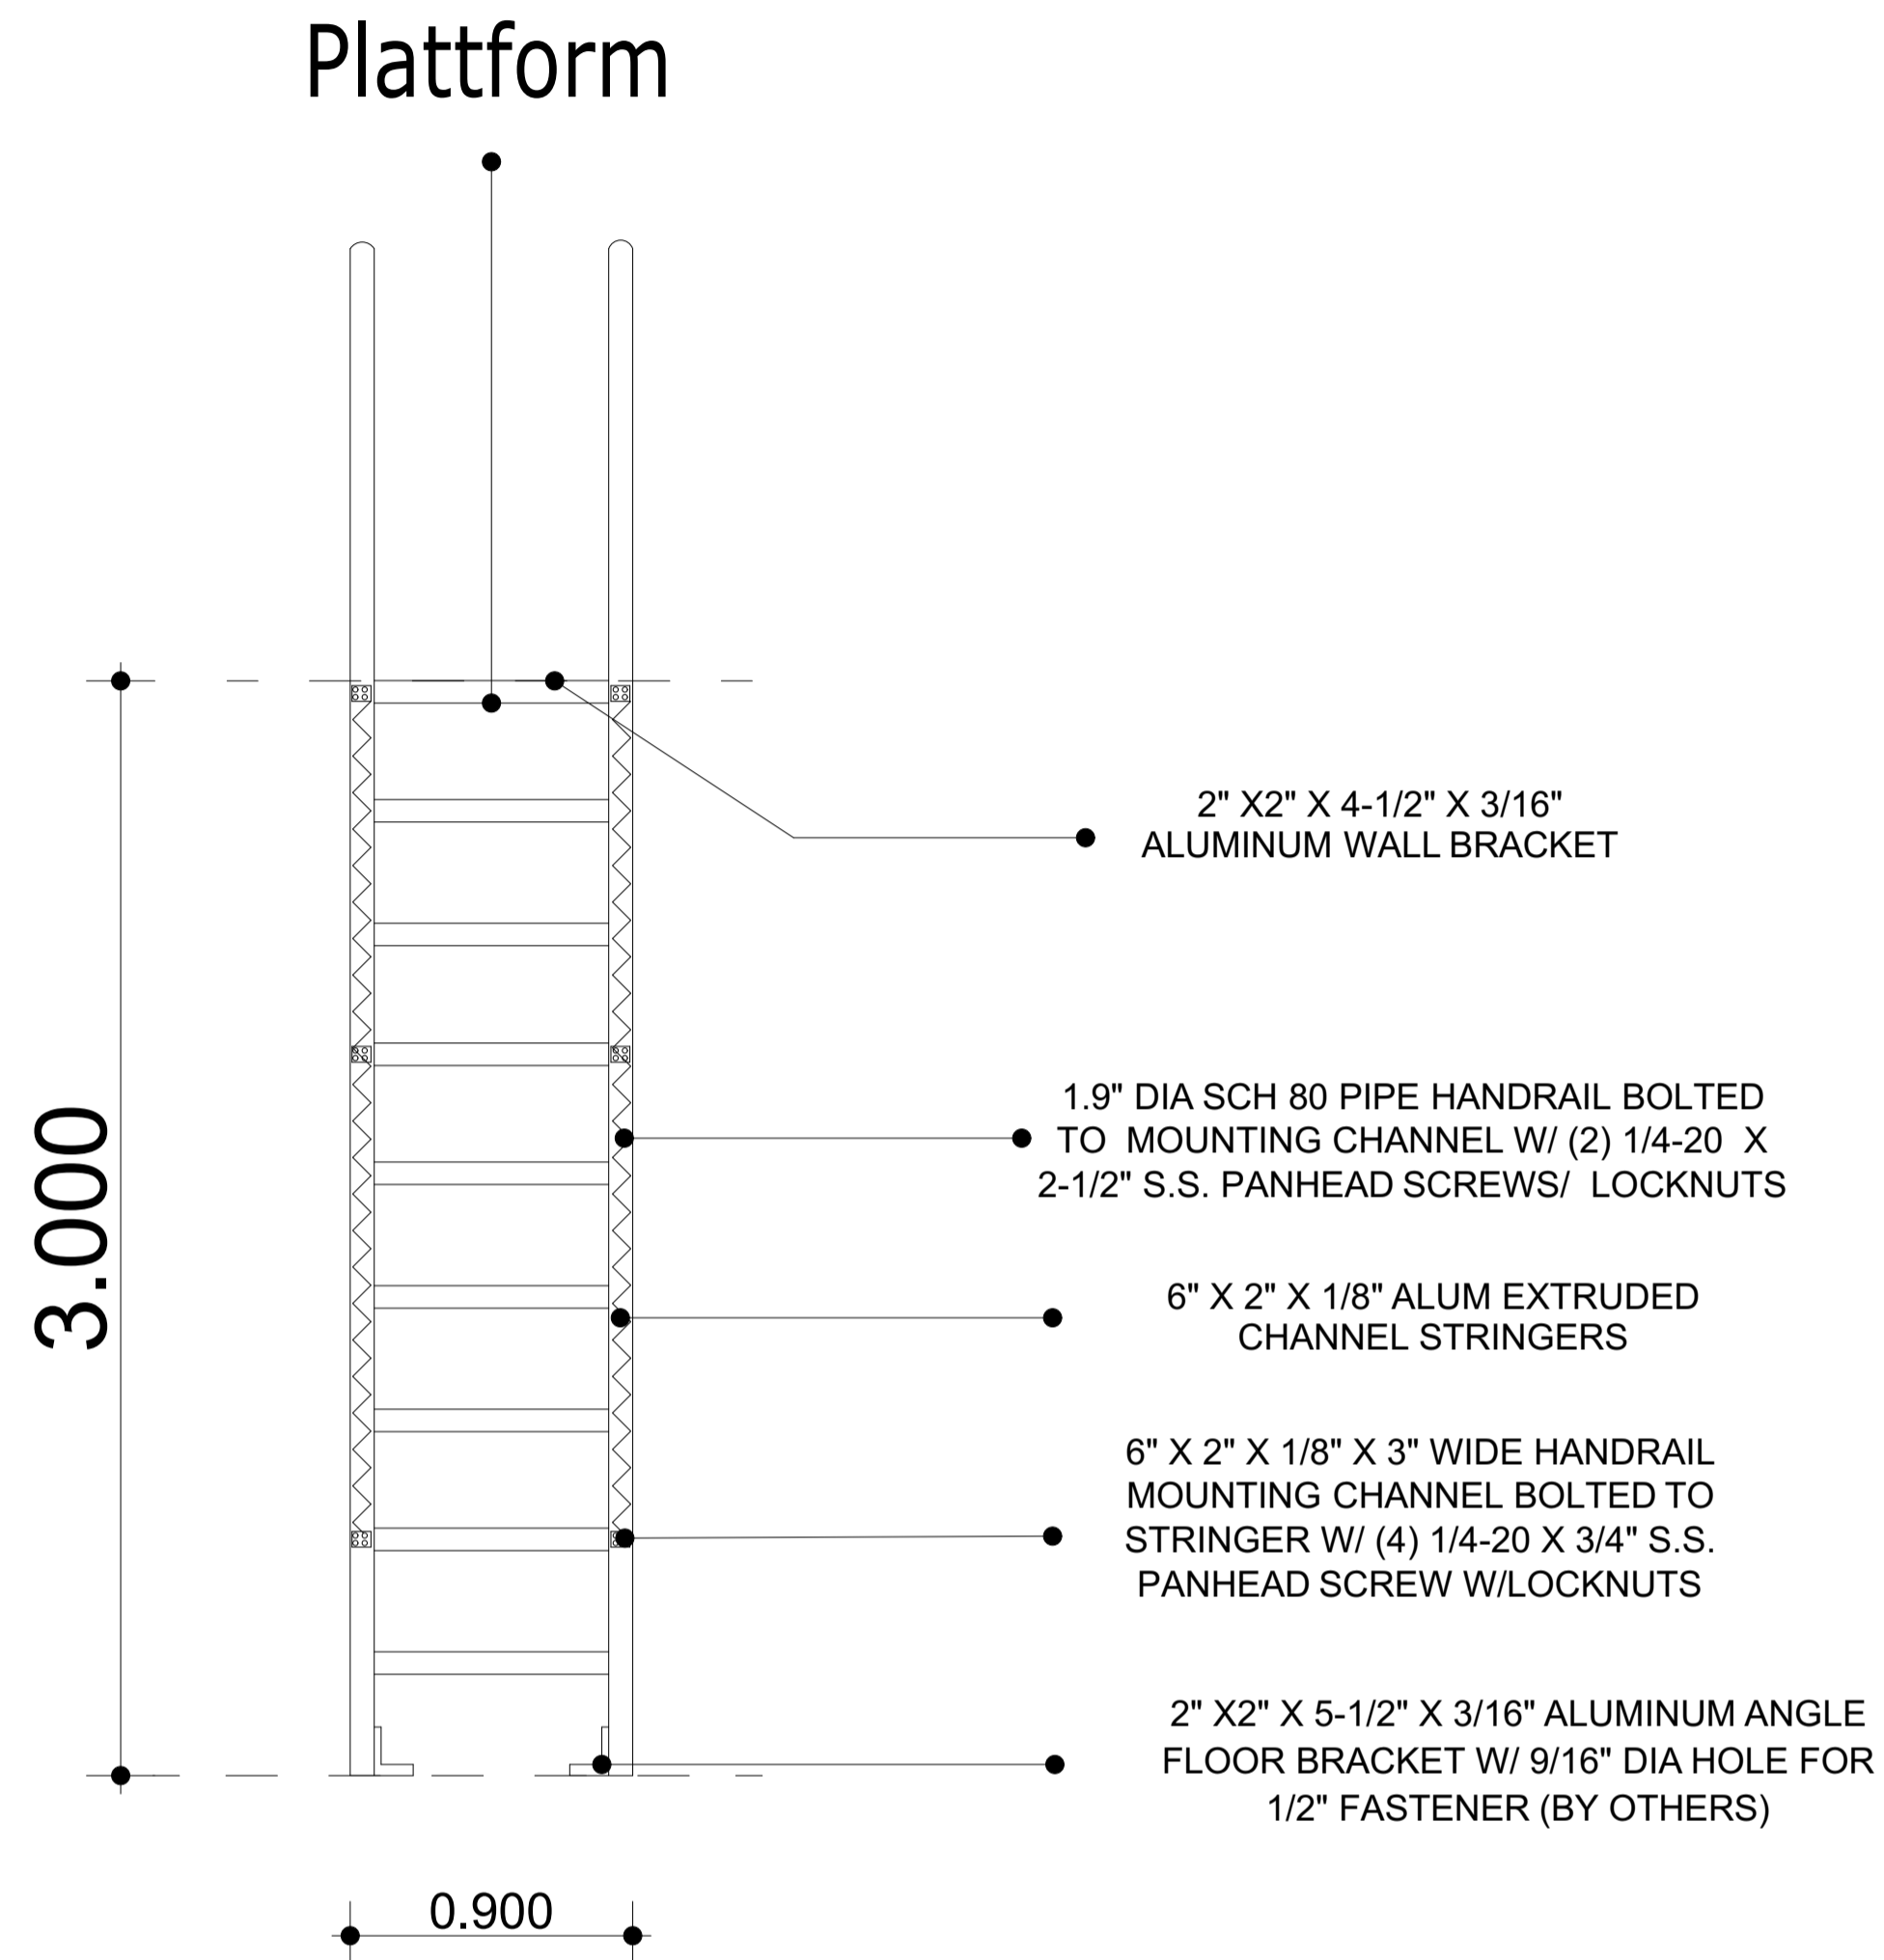 Plattform
2" X2" X 4-1/2" X 3/16"
ALUMINUM WALL BRACKET
1.9" DIA SCH 80 PIPE HANDRAIL BOLTED
TO MOUNTING CHANNEL W/ (2) 1/4-20 X
2-1/2" S.S. PANHEAD SCREWS/ LOCKNUTS
3.000
6" X 2" X 1/8" ALUM EXTRUDED
CHANNEL STRINGERS
6" X 2" X 1/8" X 3" WIDE HANDRAIL
MOUNTING CHANNEL BOLTED TO
STRINGER W/ (4) 1/4-20 X 3/4" S.S.
PANHEAD SCREW W/LOCKNUTS
2" X2" X 5-1/2" X 3/16" ALUMINUM ANGLE
FLOOR BRACKET W/ 9/16" DIA HOLE FOR
1/2" FASTENER (BY OTHERS)
0.900